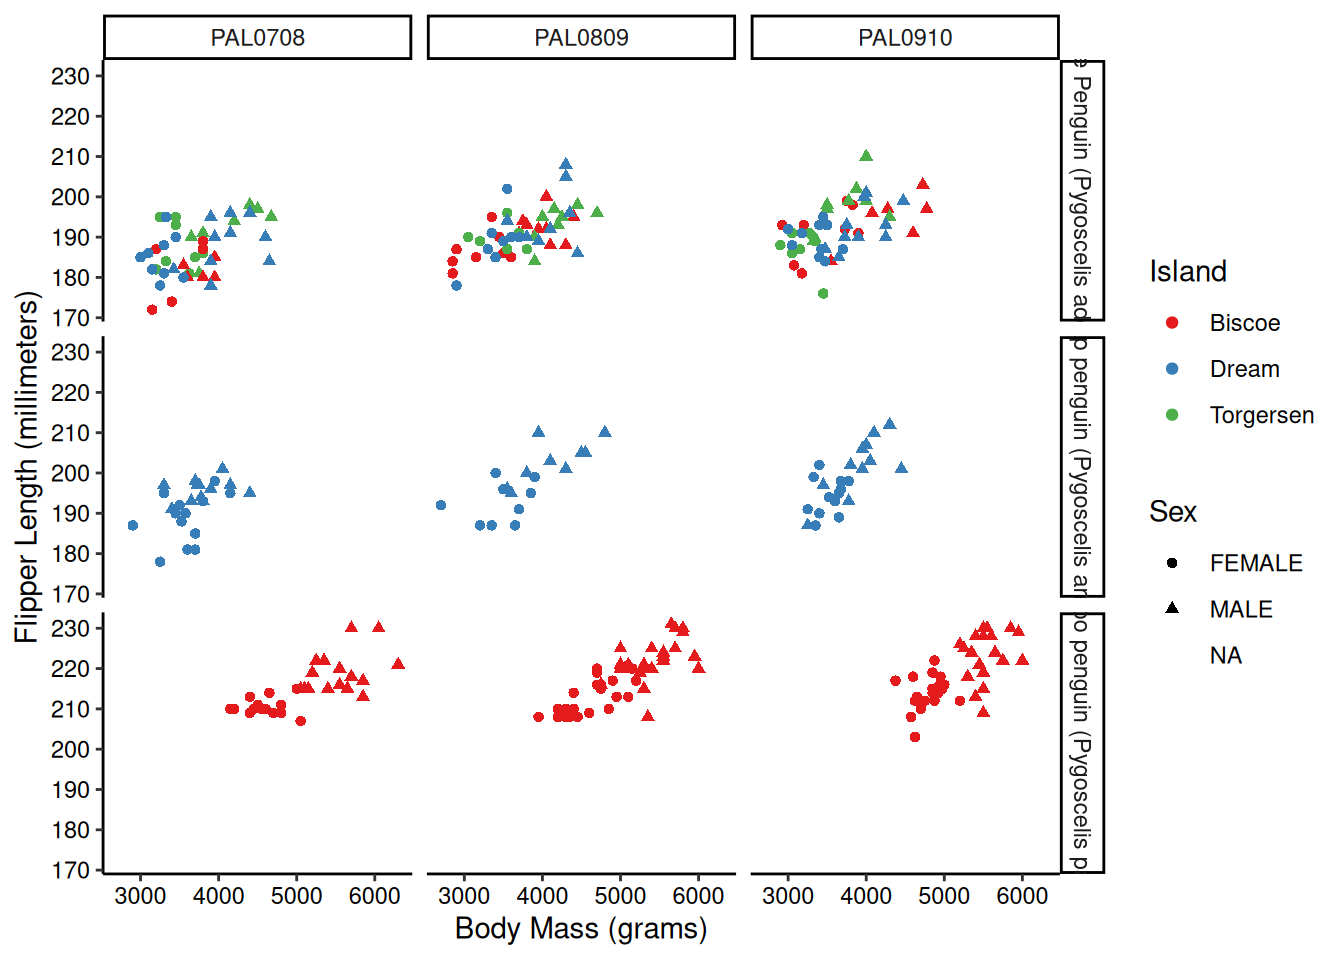 PAL0708 PAL0809 PAL0910
230
220
210
200
190
180
170
Penguin (Pygoscelis ad
230
220
210
200
190
180
170
penguin (Pygoscelis
230
220
210
200
190
180
170
penguin (Pygoscelis p
3000 4000 5000 6000 3000 4000 5000 6000 3000 4000 5000 6000
Body Mass (grams)
Flipper Length (millimeters)
Island
Biscoe
Dream
Torgersen
Sex
FEMALE
MALE
NA